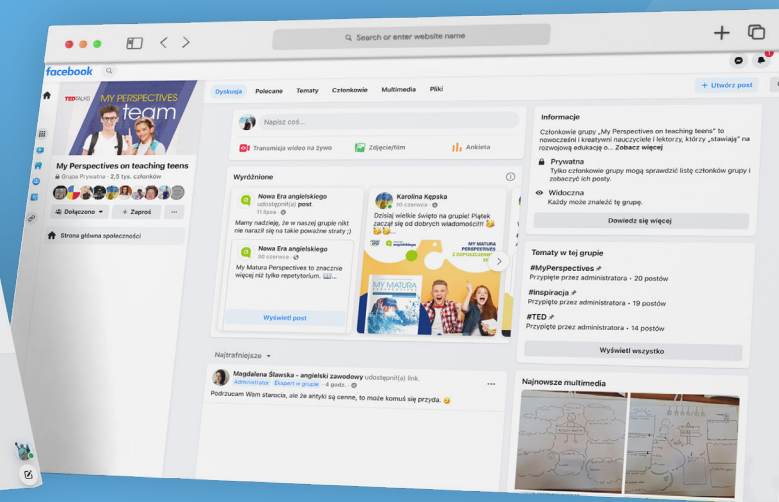 Search or enter website name
facebook
TEDTALKS
MY PERSPECTIVES
team
My Perspectives on teaching teens
Grupa Prywatna · 2,5 tys. członków
Dołączono
+ Zaproś
Strona główna społeczności
Dyskusja Polecane Tematy Członkowie Multimedia Pliki
+ Utwórz post
Napisz coś...
Transmisja wideo na żywo
Zdjęcie/film
Ankieta
Wyróżnione
Nowa Era angielskiego
udostępnił(a) post.
11 lipca
Mamy nadzieję, że w naszej grupie nikt
nie naraził się na takie poważne straty ;)
Nowa Era angielskiego
30 czerwca
My Matura Perspectives to znacznie
więcej niż tylko repetytorium.
Wyświetl post
Karolina Kępska
10 czerwca
Dzisiaj wielkie święto na grupie! Piątek
zaczął się od dobrych wiadomości!!!
angielskiego
MY MATURA
PERSPECTIVES
Z DOPUSZCZENIEM
MY MATURA
PERSPECTIVES
Najtrafniejsze
Magdalena Ślawska - angielski zawodowy udostępnił(a) link.
Administrator Ekspert w grupie · 4 godz.
Podrzucam Wam starocia, ale że antyki są cenne, to może komuś się przyda.
Informacje
Członkowie grupy „My Perspectives on teaching teens” to
nowocześni i kreatywni nauczyciele i lektorzy, którzy „stawiają” na
rozwojową edukację o... Zobacz więcej
Prywatna
Tylko członkowie grupy mogą sprawdzić listę członków grupy i
zobaczyć ich posty.
Widoczna
Każdy może znaleźć tę grupę.
Dowiedz się więcej
Tematy w tej grupie
#MyPerspectives
Przypięte przez administratora · 20 postów
#inspiracja
Przypięte przez administratora · 19 postów
#TED
Przypięte przez administratora · 14 postów
Wyświetl wszystko
Najnowsze multimedia